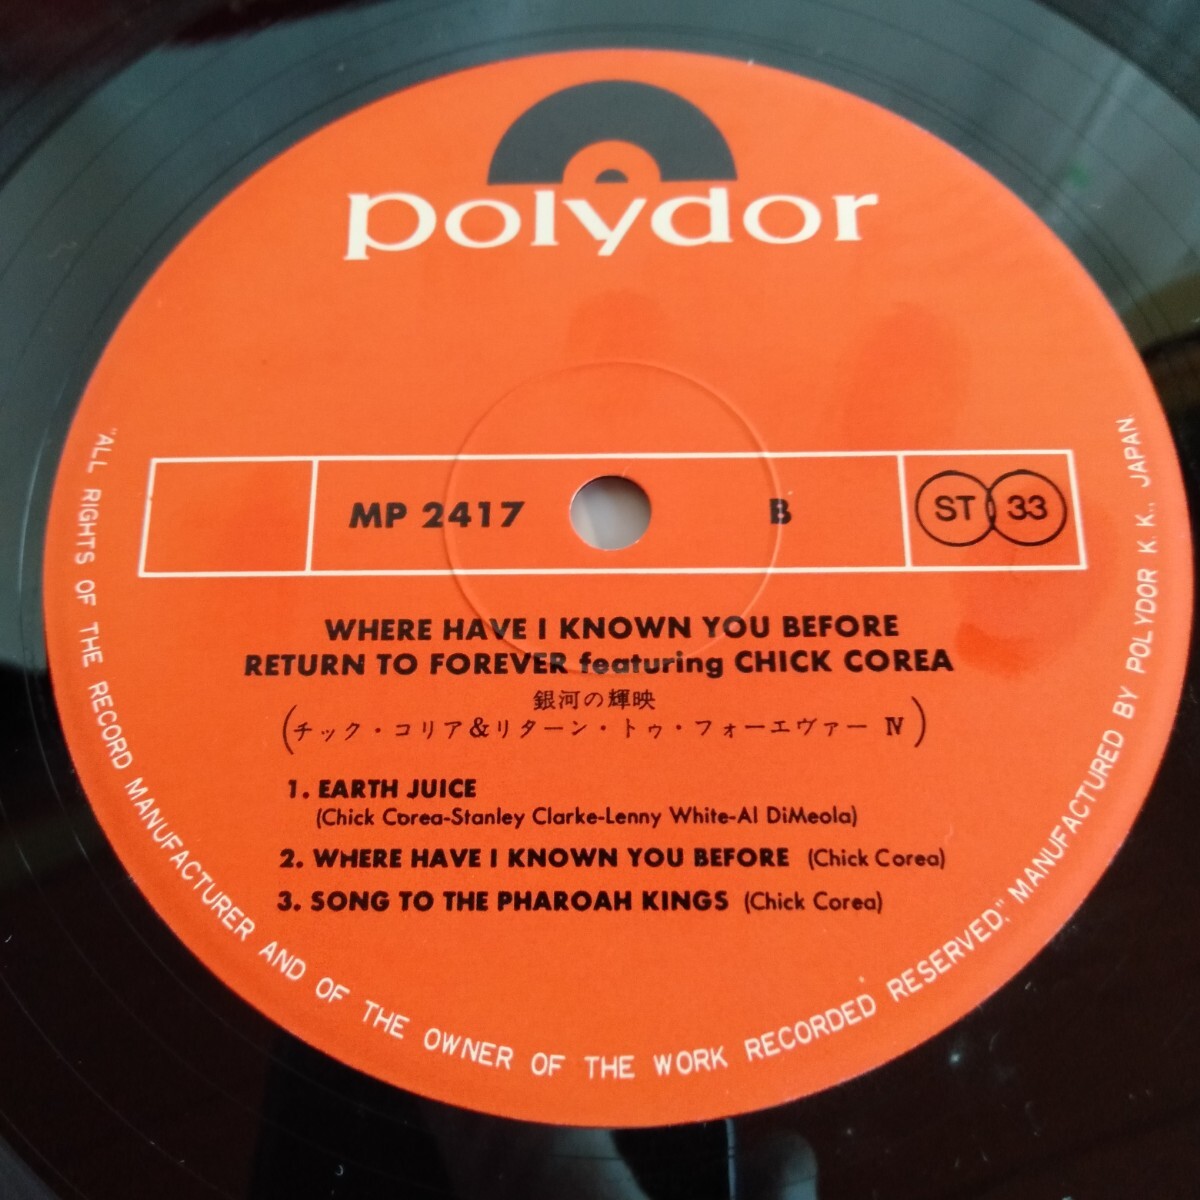 polydor
MP 2417 B ST 33
WHERE HAVE I KNOWN YOU BEFORE
RETURN TO FOREVER featuring CHICK COREA
銀河の輝映
(チック・コリア&リターン・トゥ・フォーエヴァー Ⅳ)
1. EARTH JUICE
(Chick Corea-Stanley Clarke-Lenny White-Al DiMeola)
2. WHERE HAVE I KNOWN YOU BEFORE (Chick Corea)
3. SONG TO THE PHAROAH KINGS (Chick Corea)
"ALL RIGHTS OF THE RECORD MANUFACTURER AND OF THE OWNER OF THE WORK RECORDED RESERVED," MANUFACTURED BY POLYDOR K. K., JAPAN.